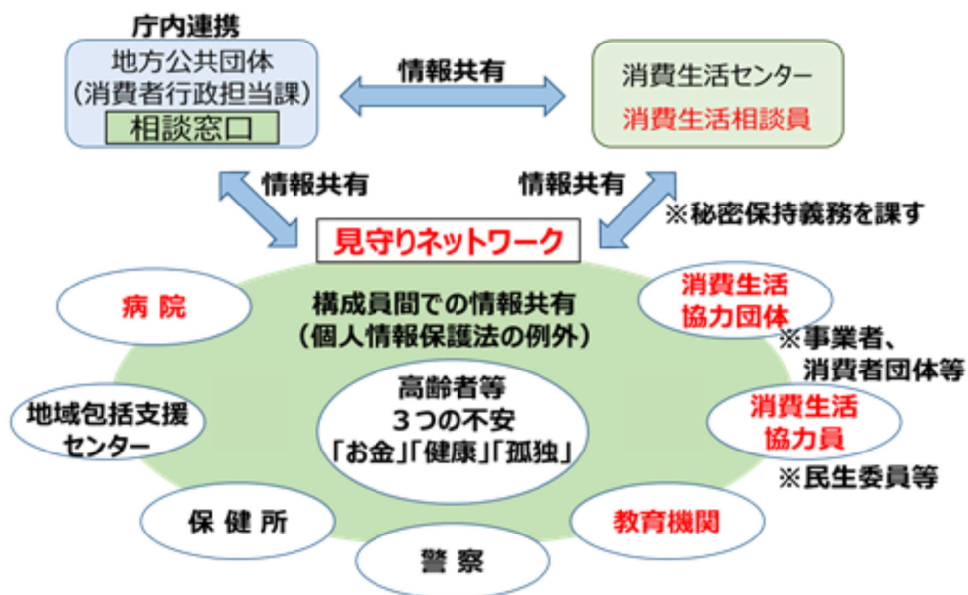 庁内連携
地方公共団体
（消費者行政担当課）
相談窓口
情報共有
消費生活センター
消費生活相談員
情報共有
情報共有
※秘密保持義務を課す
見守りネットワーク
構成員間での情報共有
（個人情報保護法の例外）
病院
消費生活
協力団体
※事業者、
消費者団体等
高齢者等
３つの不安
「お金」「健康」「孤独」
地域包括支援
センター
消費生活
協力員
※民生委員等
保健所
教育機関
警察